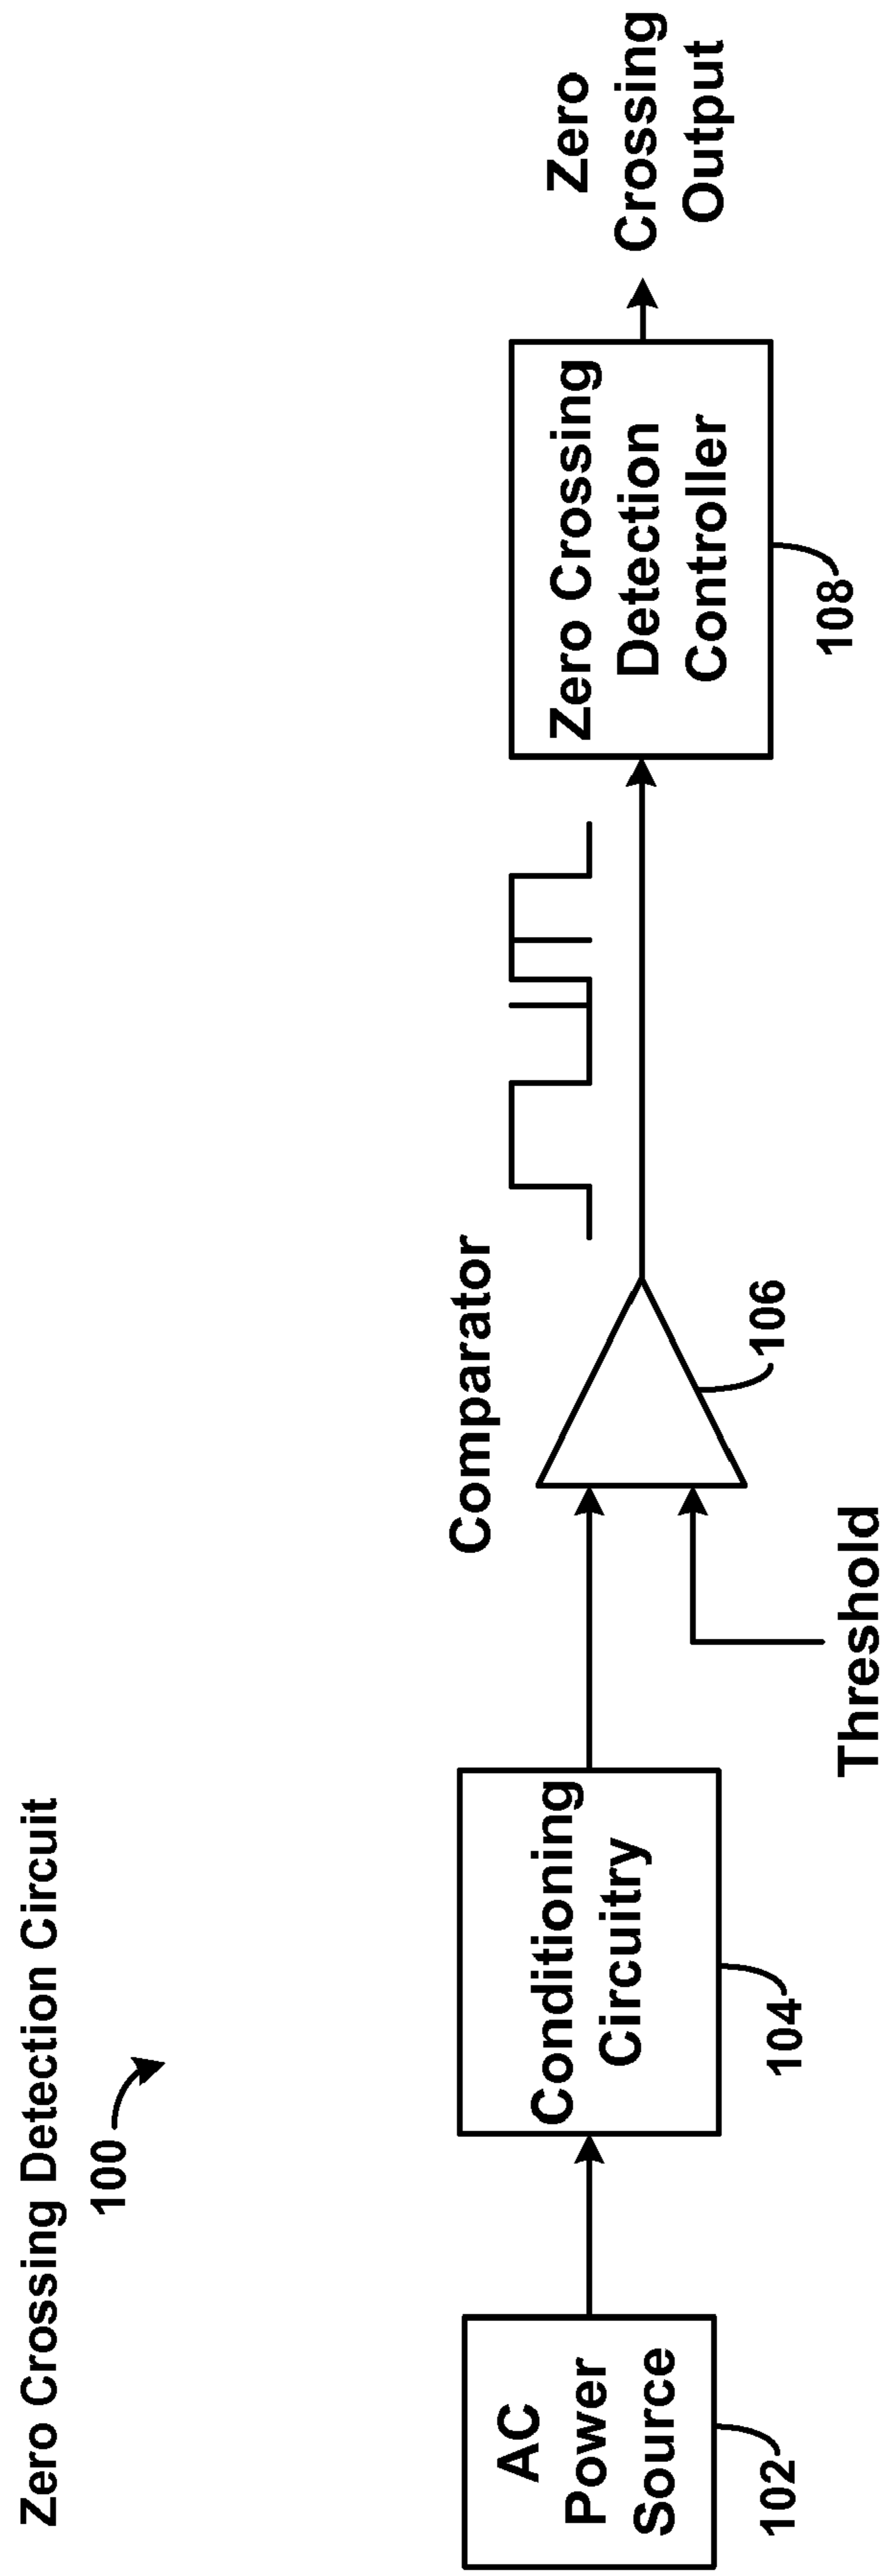 Zero Crossing Detection Circuit
100
AC
Power
Source
102
Conditioning
Circuitry
104
Threshold
Comparator
106
Zero Crossing
Detection
Controller
108
Zero
Crossing
Output